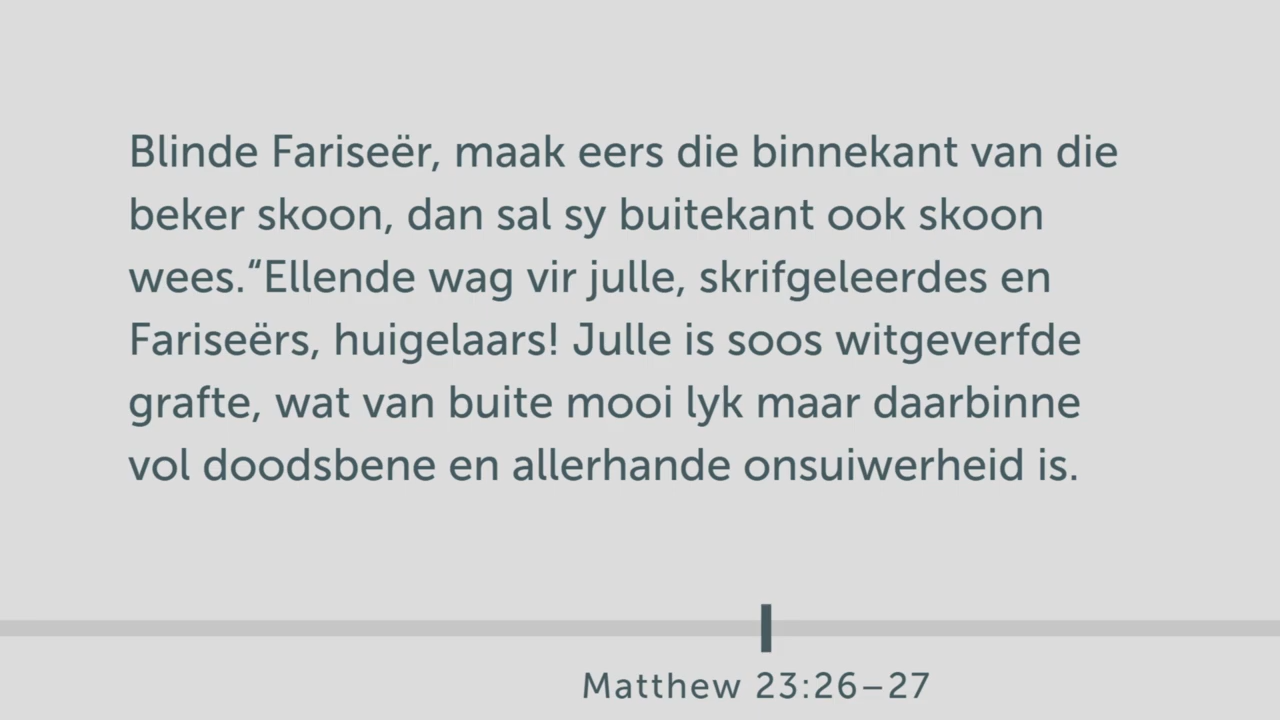 Blinde Fariseër, maak eers die binnekant van die
beker skoon, dan sal sy buitekant ook skoon
wees.“Ellende wag vir julle, skrifgeleerdes en
Fariseërs, huigelaars! Julle is soos witgeverfde
grafte, wat van buite mooi lyk maar daarbinne
vol doodsbene en allerhande onsuiwerheid is.
Matthew 23:26–27